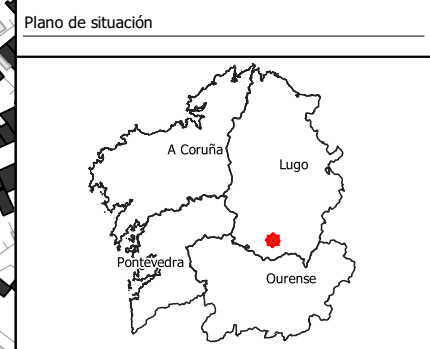 Plano de situación
A Coruña
Lugo
Pontevedra
Ourense